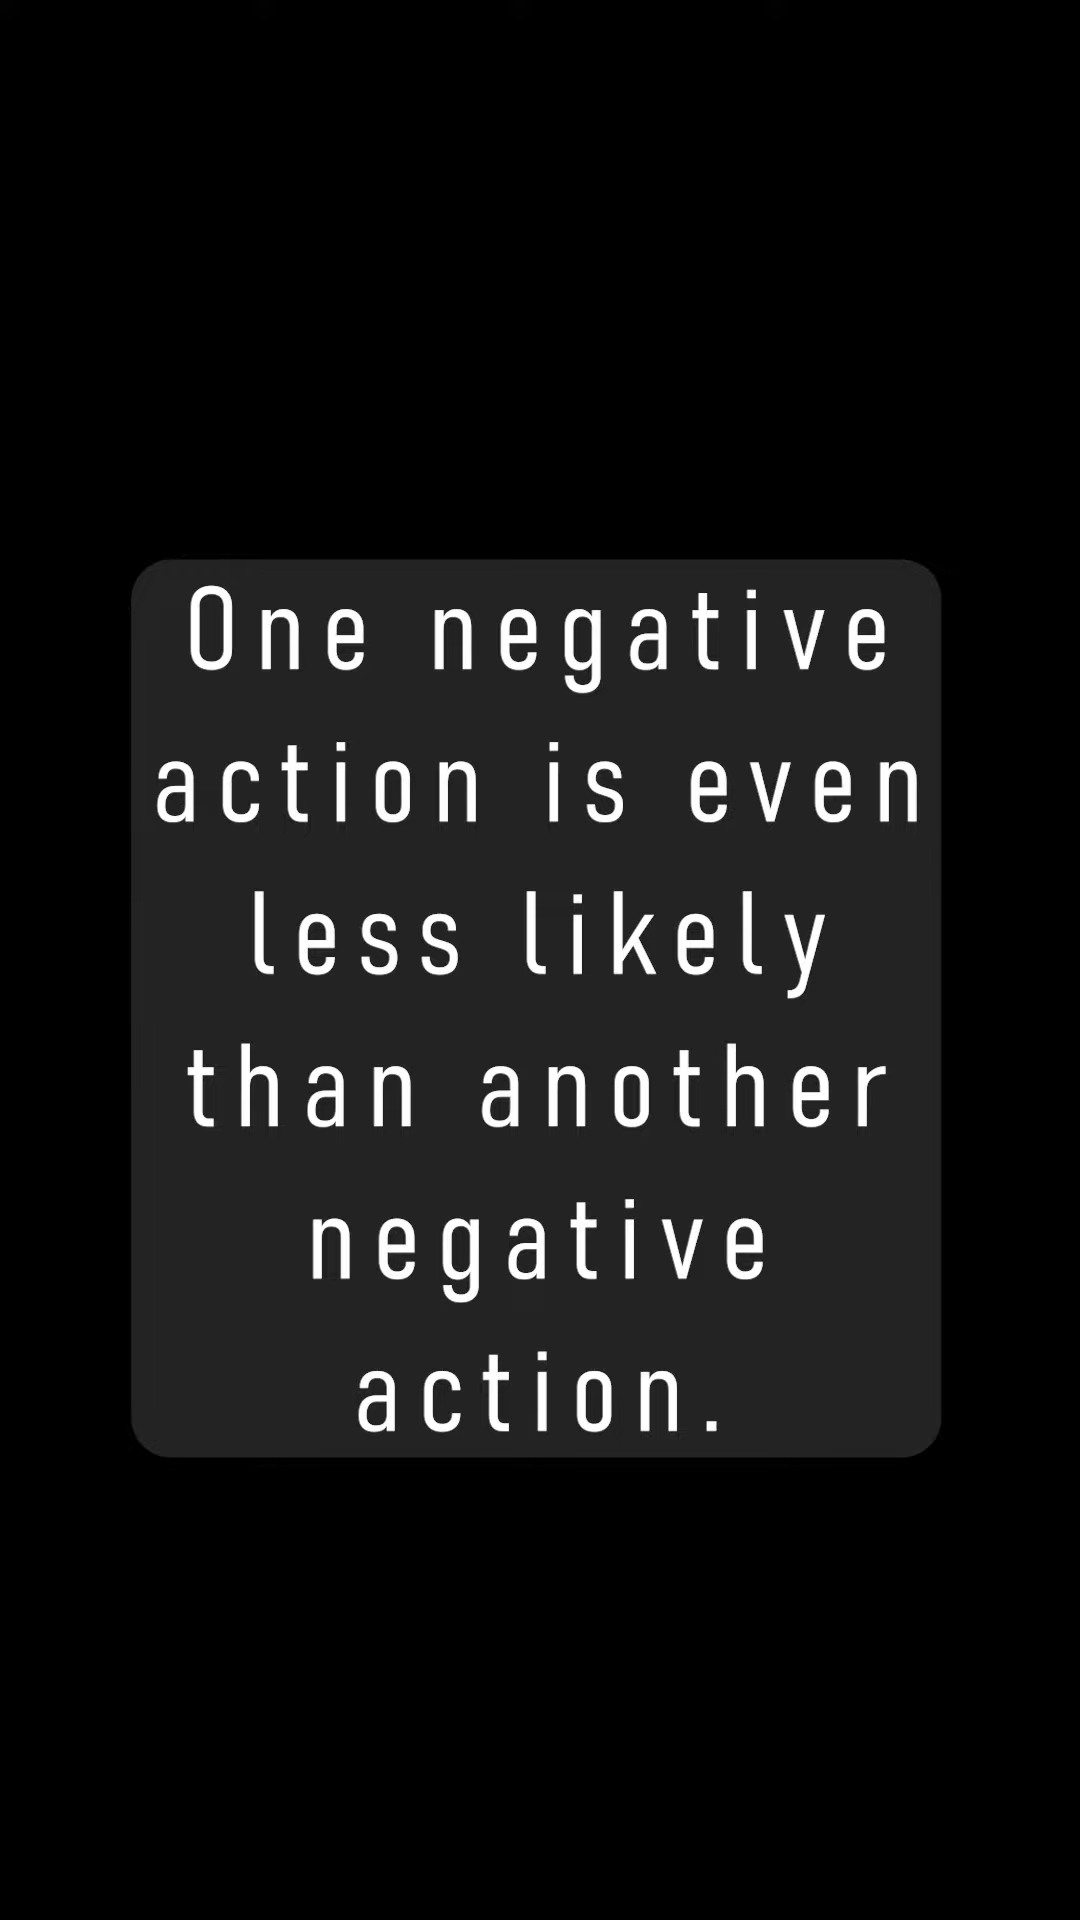 One negative
action is even
less likely
than another
negative
action.